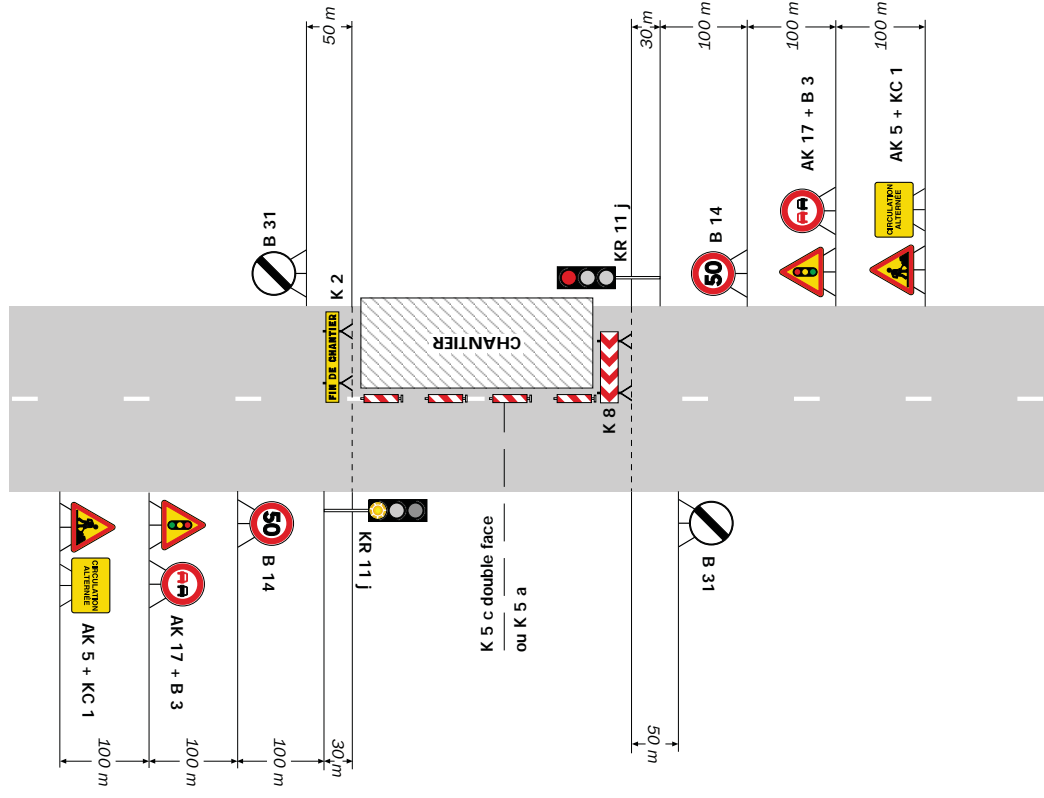 50 m
30 m
100 m
100 m
100 m
AK 5 + KC 1
AK 17 + B 3
B 14
KR 11 j
B 31
K 2
CIRCULATION
ALTERNÉE
50
FIN DE CHANTIER
CHANTIER
K 8
50
CIRCULATION
ALTERNÉE
AK 5 + KC 1
AK 17 + B 3
B 14
KR 11 j
K 5 c double face
ou K 5 a
B 31
100 m
100 m
100 m
30 m
50 m